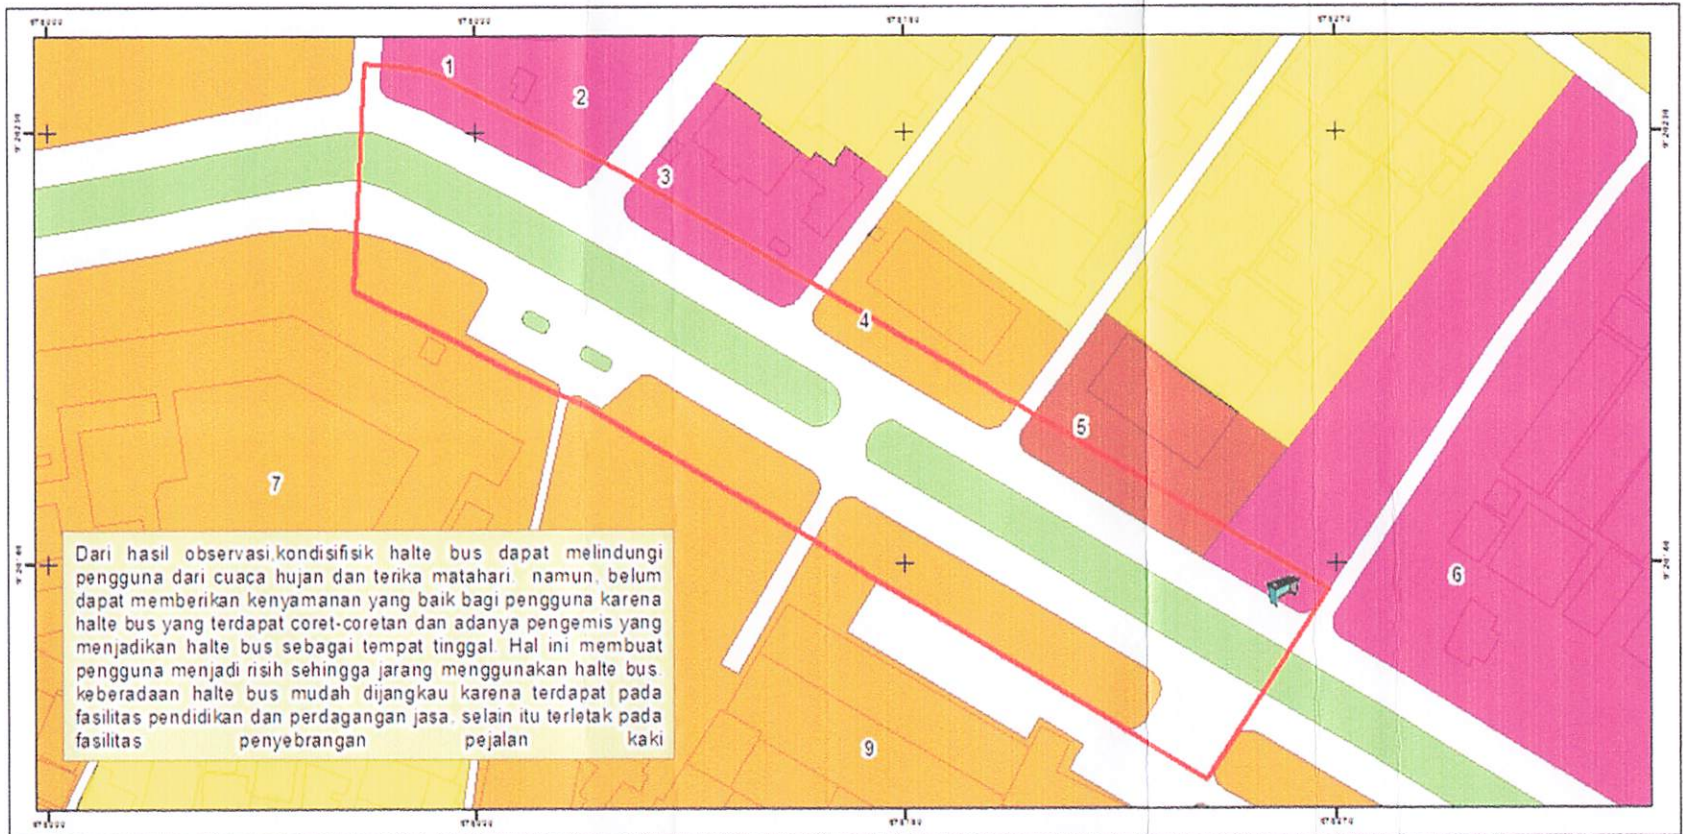 1
2
3
4
5
6
7
9
Dari hasil observasi,kondisifisik halte bus dapat melindungi
pengguna dari cuaca hujan dan terika matahari. namun, belum
dapat memberikan kenyamanan yang baik bagi pengguna karena
halte bus yang terdapat coret-coretan dan adanya pengemis yang
menjadikan halte bus sebagai tempat tinggal. Hal ini membuat
pengguna menjadi risih sehingga jarang menggunakan halte bus.
keberadaan halte bus mudah dijangkau karena terdapat pada
fasilitas pendidikan dan perdagangan jasa, selain itu terletak pada
fasilitas penyebrangan pejalan kaki